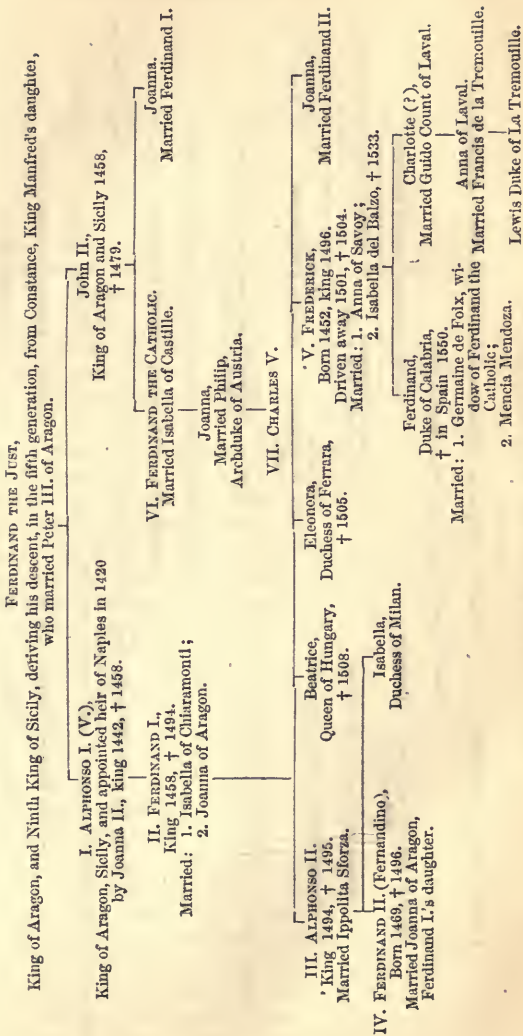 FERDINAND THE JUST,
King of Aragon, and Ninth King of Sicily, deriving his descent, in the fifth generation, from Constance, King Manfred's daughter,
who married Peter III. of Aragon.
I. ALPHONSO I. (V.),
King of Aragon, Sicily, and appointed heir of Naples in 1420
by Joanna II., king 1442, † 1458.
John II.,
King of Aragon and Sicily 1458,
† 1479.
II. FERDINAND I.,
King 1458, † 1494.
Married: 1. Isabella of Chiaramonti;
2. Joanna of Aragon.
VI. FERDINAND THE CATHOLIC.
Married Isabella of Castille.
Joanna.
Married Ferdinand I.
Joanna,
Married Philip,
Archduke of Austria.
VII. CHARLES V.
III. ALPHONSO II.
King 1494, † 1495.
Married Ippolita Sforza.
Beatrice,
Queen of Hungary,
† 1508.
Eleonora,
Duchess of Ferrara,
† 1505.
V. FREDERICK,
Born 1452, king 1496.
Driven away 1501, † 1504.
Married: 1. Anna of Savoy;
2. Isabella del Balzo, † 1533.
Joanna,
Married Ferdinand II.
IV. FERDINAND II. (Fernandino),
Born 1469, † 1496.
Married Joanna of Aragon,
Ferdinand I.'s daughter.
Isabella,
Duchess of Milan.
Ferdinand,
Duke of Calabria,
† in Spain 1550.
Married: 1. Germaine de Foix, wi-
dow of Ferdinand the
Catholic;
2. Mencia Mendoza.
Charlotte (?),
Married Guido Count of Laval.
Anna of Laval.
Married Francis de la Tremouille.
Lewis Duke of La Tremouille.